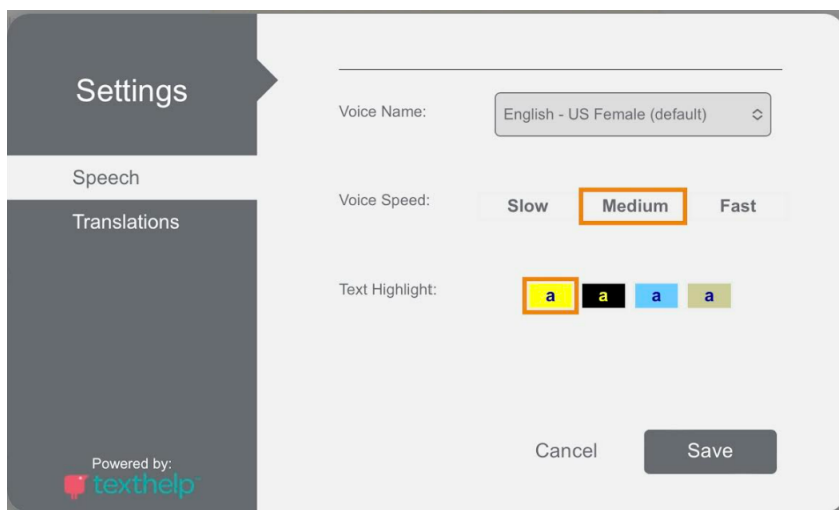 Settings
Speech
Translations
Powered by:
texthelp™
Voice Name:
English - US Female (default)
Voice Speed:
Slow Medium Fast
Text Highlight:
a a a a
Cancel Save